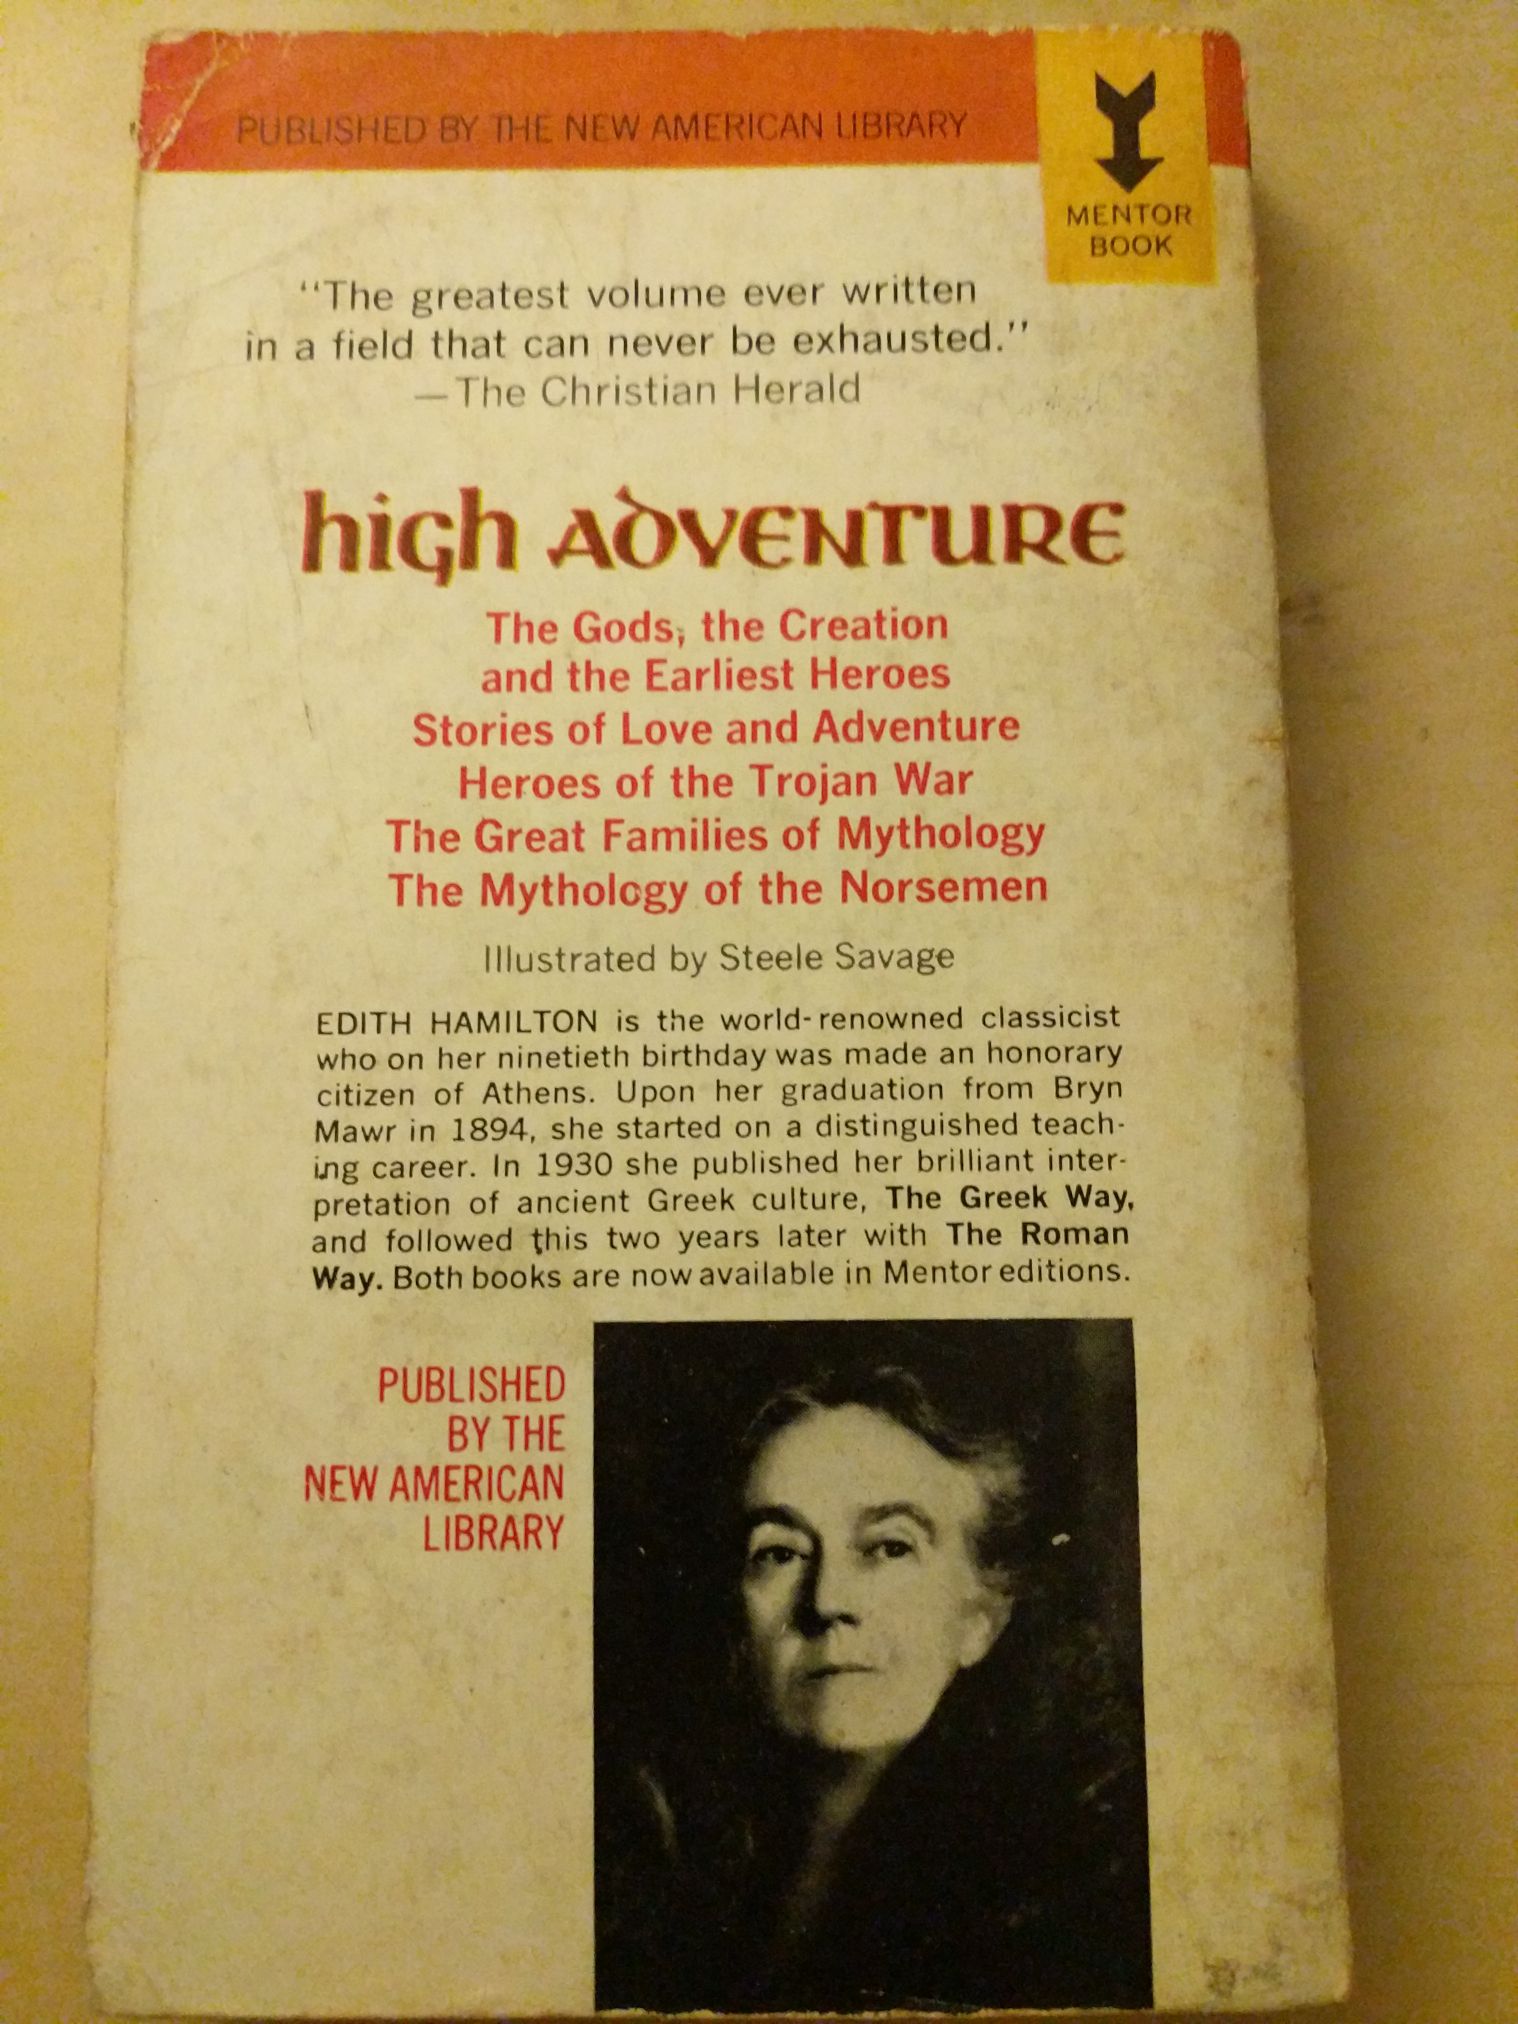 PUBLISHED BY THE NEW AMERICAN LIBRARY
MENTOR
BOOK
"The greatest volume ever written
in a field that can never be exhausted."
—The Christian Herald
high ADVENTURE
The Gods, the Creation
and the Earliest Heroes
Stories of Love and Adventure
Heroes of the Trojan War
The Great Families of Mythology
The Mythology of the Norsemen
Illustrated by Steele Savage
EDITH HAMILTON is the world-renowned classicist
who on her ninetieth birthday was made an honorary
citizen of Athens. Upon her graduation from Bryn
Mawr in 1894, she started on a distinguished teach-
ing career. In 1930 she published her brilliant inter-
pretation of ancient Greek culture, The Greek Way,
and followed this two years later with The Roman
Way. Both books are now available in Mentor editions.
PUBLISHED
BY THE
NEW AMERICAN
LIBRARY